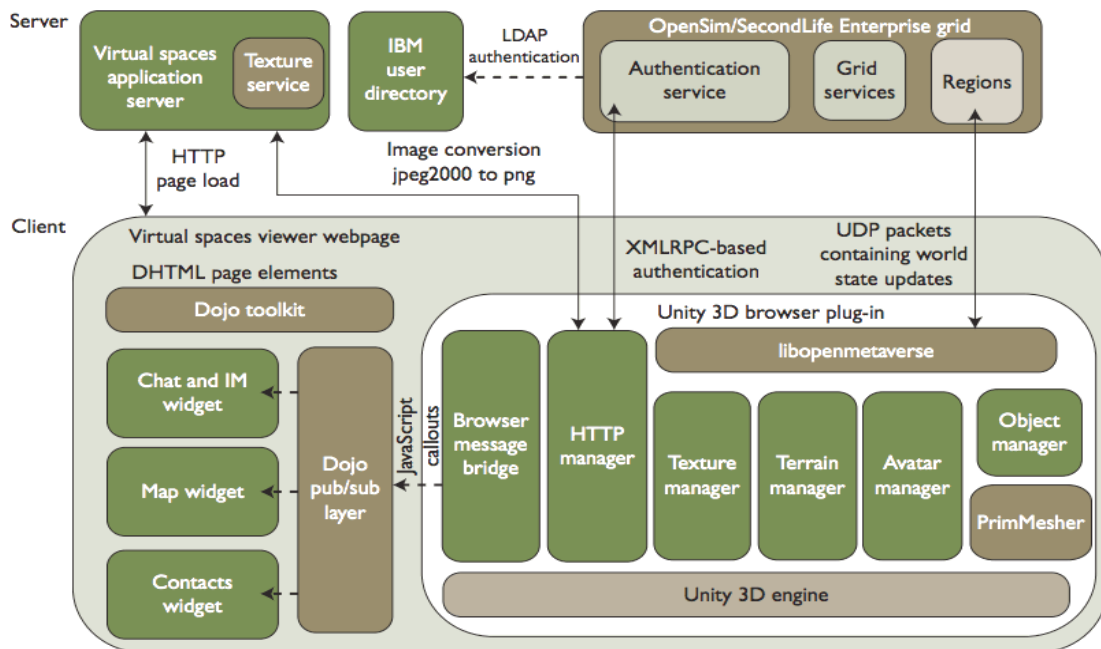 Server
Virtual spaces
application
server
Texture
service
IBM
user
directory
LDAP
authentication
OpenSim/SecondLife Enterprise grid
Authentication
service
Grid
services
Regions
HTTP
page load
Image conversion
jpeg2000 to png
Client
Virtual spaces viewer webpage
XMLRPC-based
authentication
UDP packets
containing world
state updates
DHTML page elements
Dojo toolkit
Chat and IM
widget
Map widget
Contacts
widget
Dojo
pub/sub
layer
JavaScript
callouts
Unity 3D browser plug-in
Browser
message
bridge
HTTP
manager
libopenmetaverse
Texture
manager
Terrain
manager
Avatar
manager
Object
manager
PrimMesher
Unity 3D engine